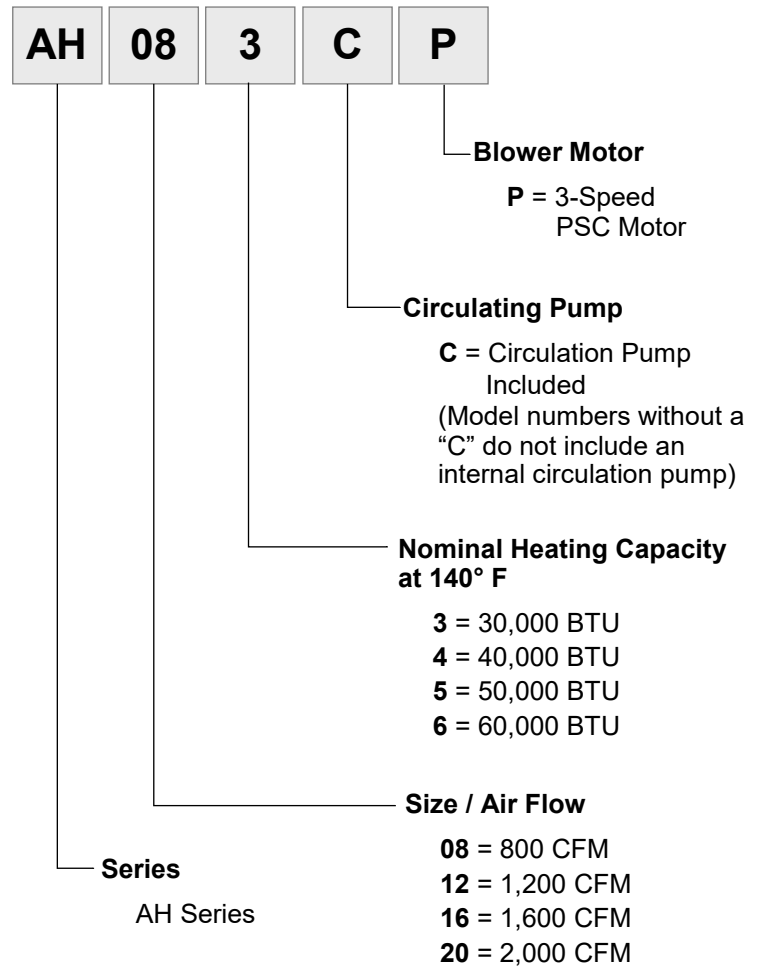 AH 08 3 C P
Blower Motor
P = 3-Speed
PSC Motor
Circulating Pump
C = Circulation Pump
Included
(Model numbers without a
“C” do not include an
internal circulation pump)
Nominal Heating Capacity
at 140° F
3 = 30,000 BTU
4 = 40,000 BTU
5 = 50,000 BTU
6 = 60,000 BTU
Size / Air Flow
08 = 800 CFM
12 = 1,200 CFM
16 = 1,600 CFM
20 = 2,000 CFM
Series
AH Series